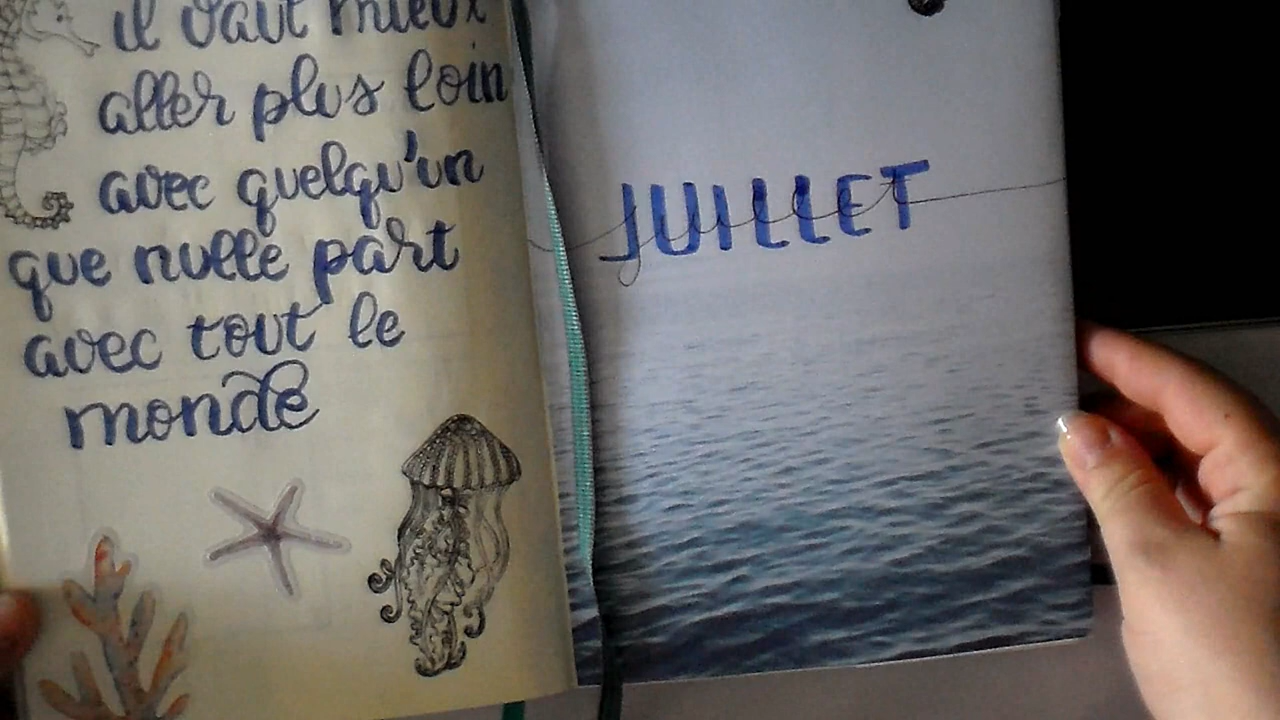 il vaut mieux
aller plus loin
avec quelqu'un
que nulle part
avec tout le
monde
JUILLET